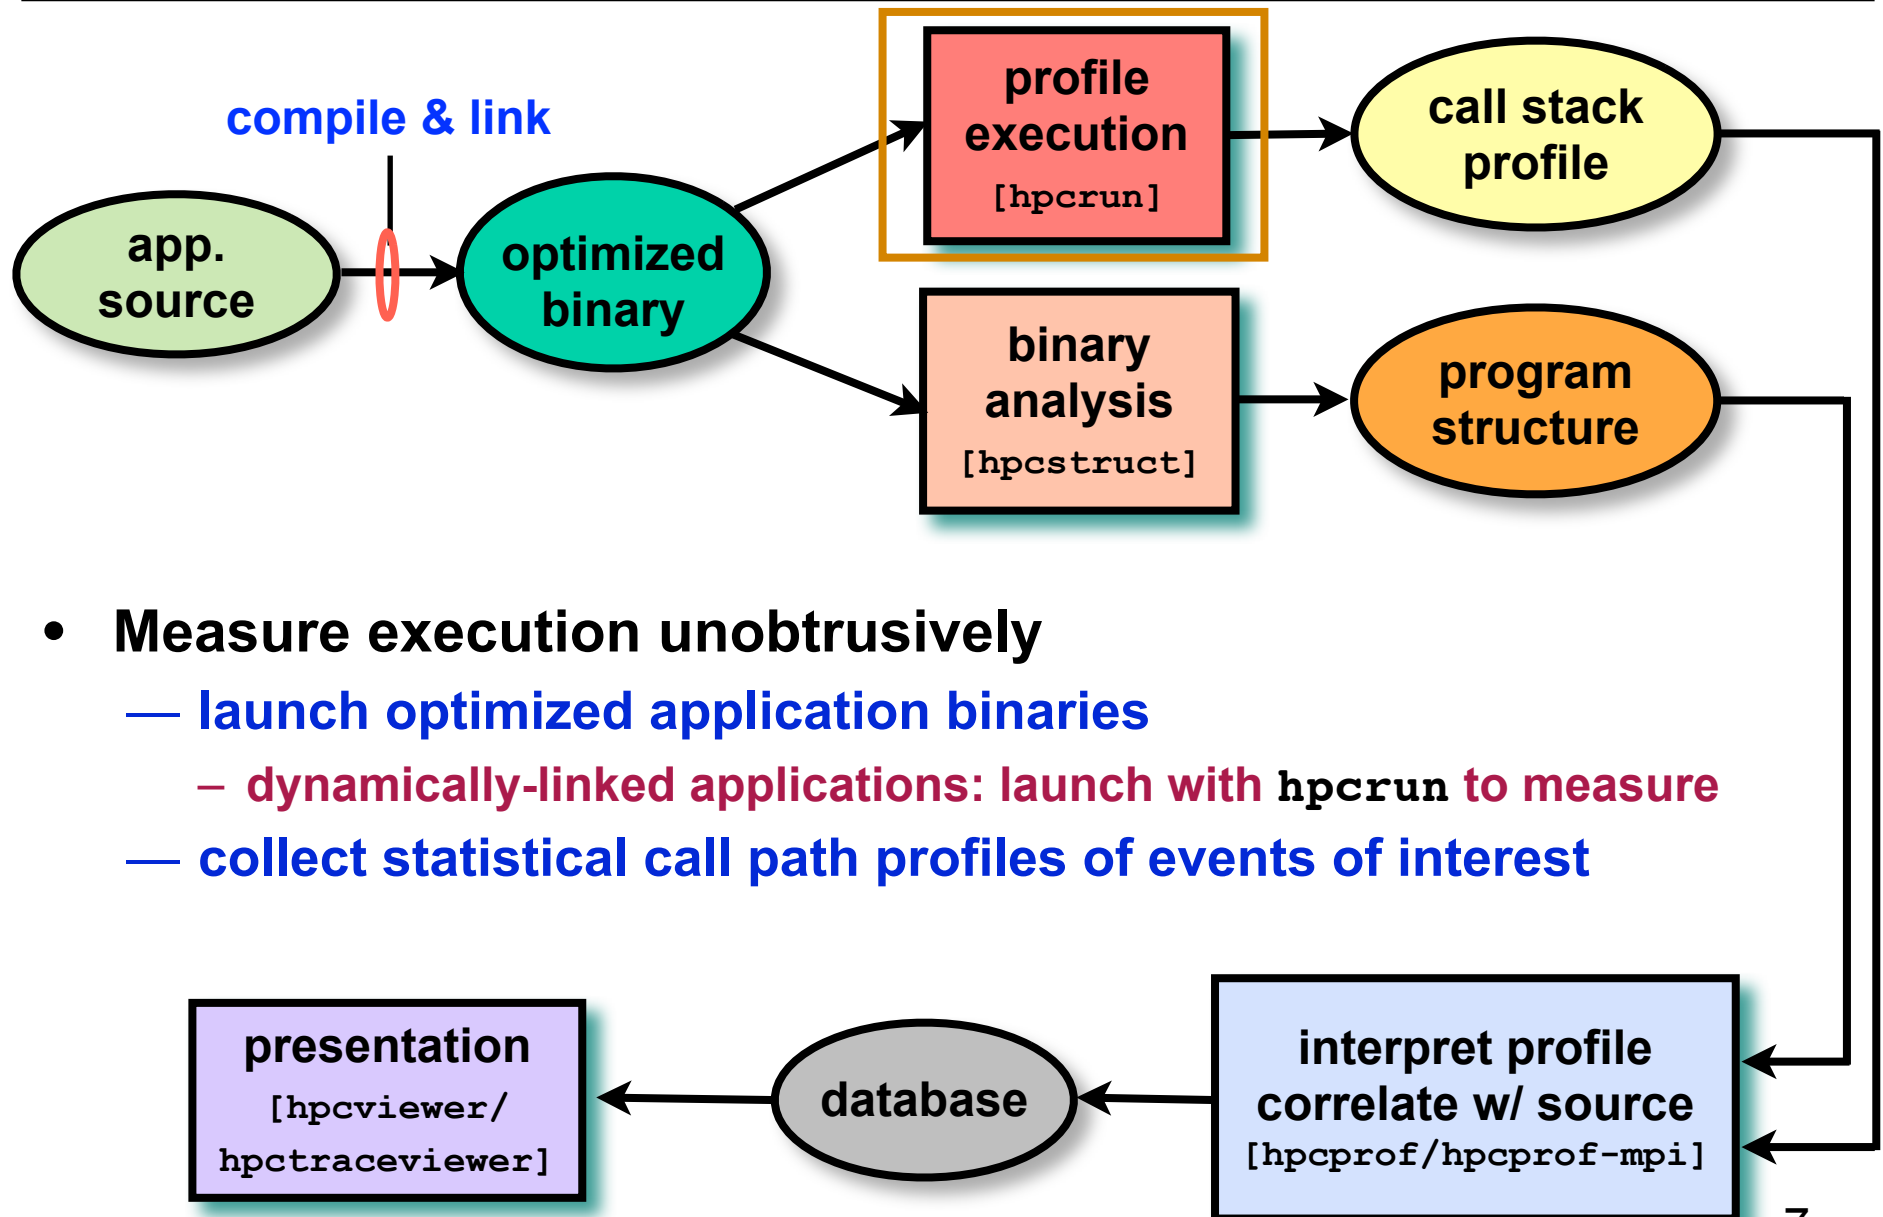 compile & link
app.
source
optimized
binary
profile
execution
[hpcrun]
call stack
profile
binary
analysis
[hpcstruct]
program
structure
• Measure execution unobtrusively
— launch optimized application binaries
– dynamically-linked applications: launch with hpcrun to measure
— collect statistical call path profiles of events of interest
presentation
[hpcviewer/
hpctraceviewer]
database
interpret profile
correlate w/ source
[hpcprof/hpcprof-mpi]